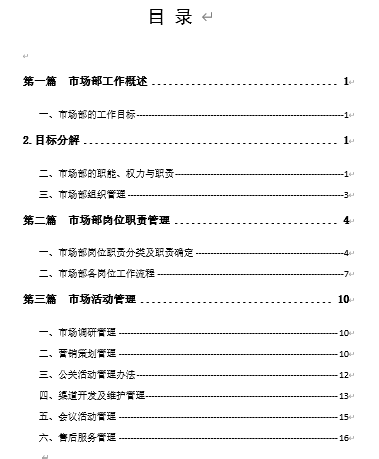 目 录
第一篇 市场部工作概述 1
一、市场部的工作目标 1
2.目标分解 1
二、市场部的职能、权力与职责 1
三、市场部组织管理 3
第二篇 市场部岗位职责管理 4
一、市场部岗位职责分类及职责确定 4
二、市场部各岗位工作流程 7
第三篇 市场活动管理 10
一、市场调研管理 10
二、营销策划管理 10
三、公关活动管理办法 12
四、渠道开发及维护管理 13
五、会议活动管理 15
六、售后服务管理 16